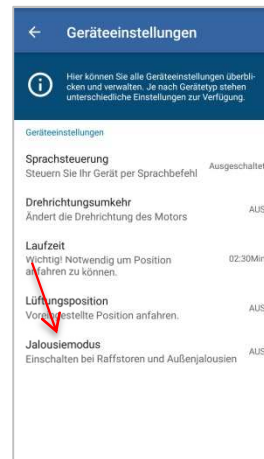 Geräteeinstellungen
Hier können Sie alle Geräteeinstellungen überbli-
cken und verwalten. Je nach Gerätetyp stehen
unterschiedliche Einstellungen zur Verfügung.
Geräteeinstellungen
Sprachsteuerung
Steuern Sie Ihr Gerät per Sprachbefehl Ausgeschaltet
Drehrichtungsumkehr
Ändert die Drehrichtung des Motors AUS
Laufzeit
Wichtig! Notwendig um Position 02:30Min
anfahren zu können.
Lüftungsposition
Voreingestellte Position anfahren. AUS
Jalousiemodus
Einschalten bei Raffstoren und Außenjalousien AUS